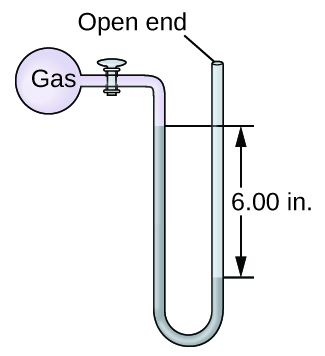 Open end
Gas
6.00 in.